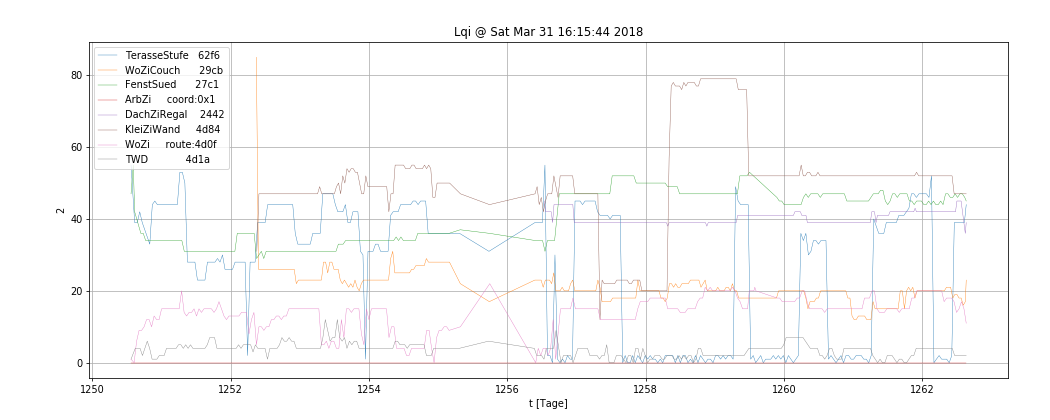 Lqi @ Sat Mar 31 16:15:44 2018
TerasseStufe 62f6
WoZiCouch 29cb
FenstSued 27c1
ArbZi coord:0x1
DachZiRegal 2442
KleiZiWand 4d84
WoZi route:4d0f
TWD 4d1a
80
60
40
20
0
2
1250
1252
1254
1256
1258
1260
1262
t [Tage]